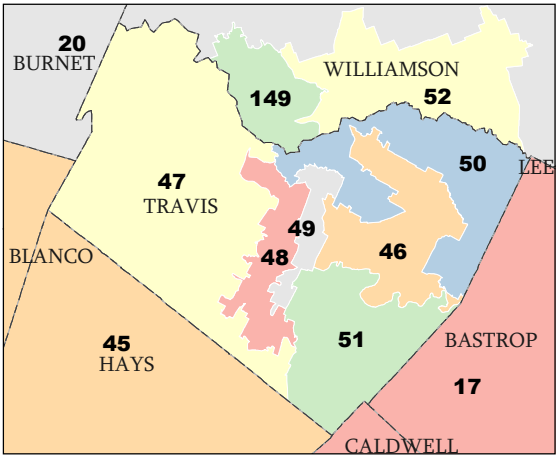 20
BURNET
WILLIAMSON
149
52
50
LEE
47
TRAVIS
49
48
46
BLANCO
45
HAYS
51
BASTROP
17
CALDWELL